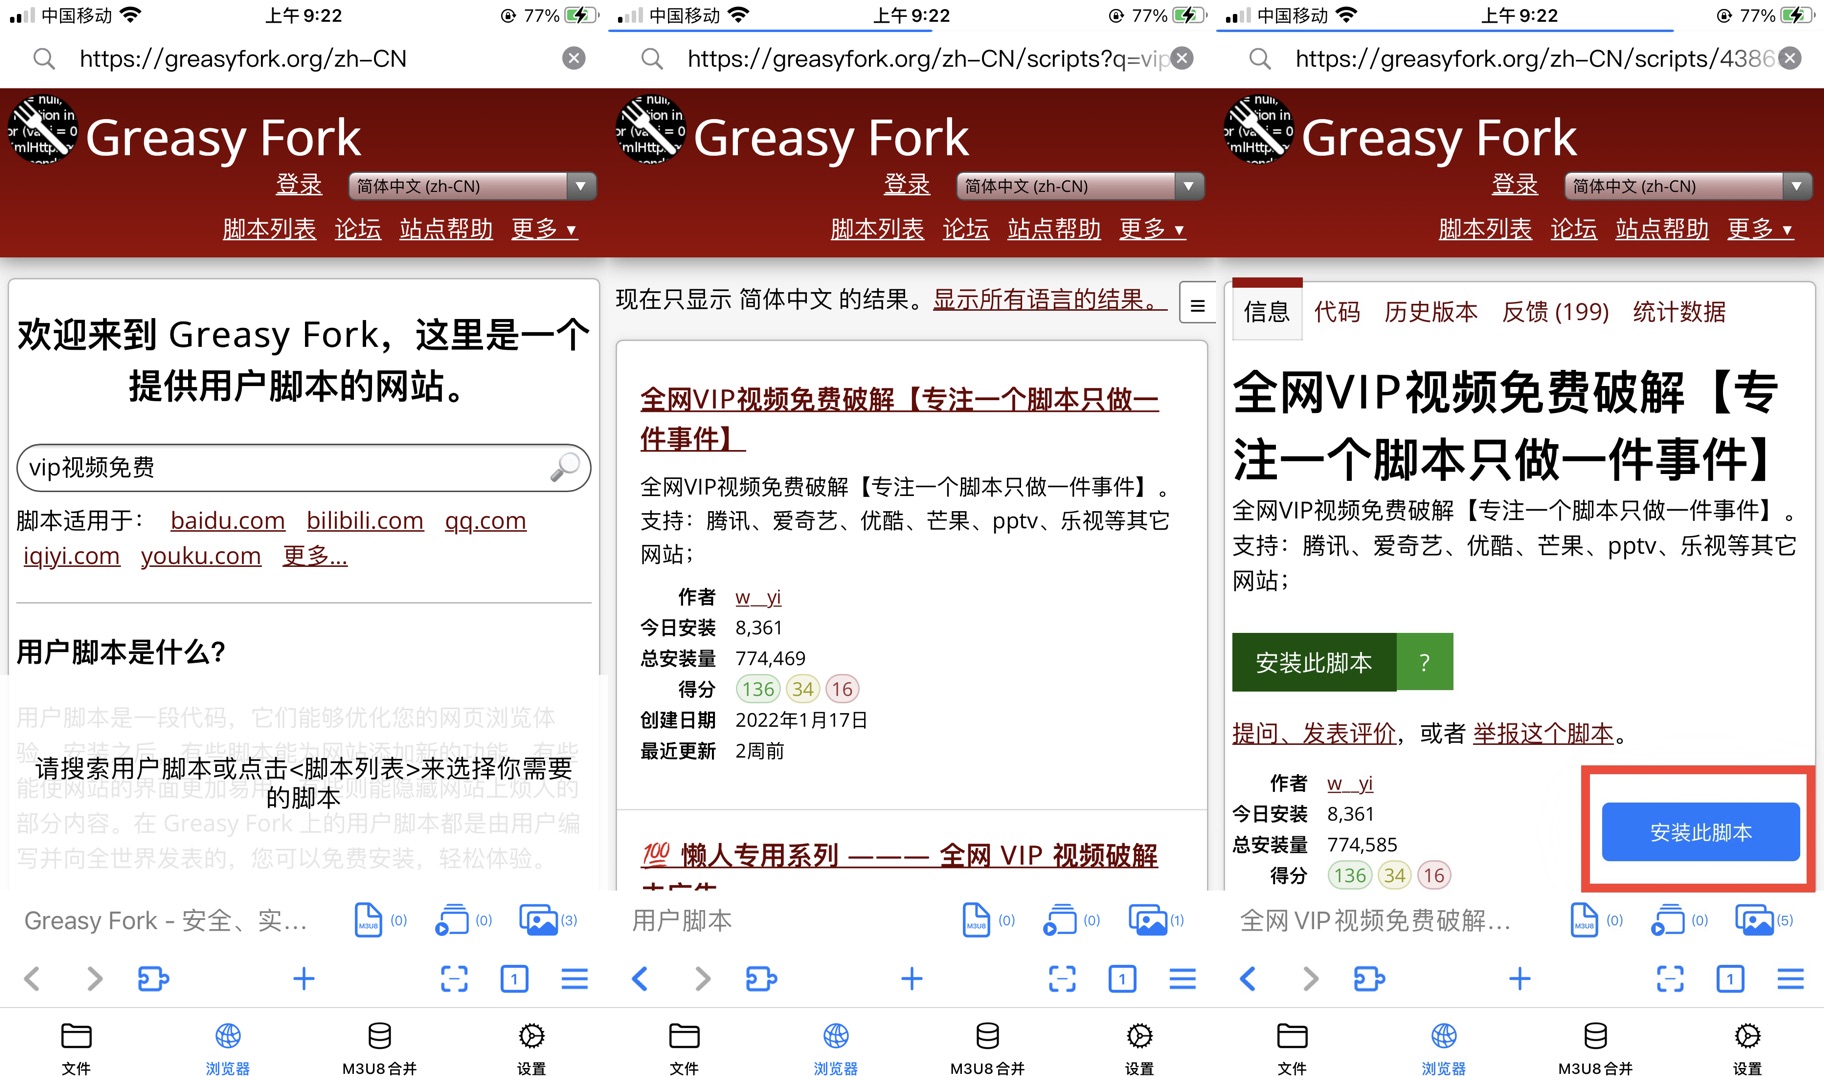 中国移动
上午9:22
77%
https://greasyfork.org/zh-CN
Greasy Fork
登录
简体中文 (zh-CN)
脚本列表 论坛 站点帮助 更多 ▼
欢迎来到 Greasy Fork，这里是一个
提供用户脚本的网站。
vip视频免费
脚本适用于： baidu.com bilibili.com qq.com
iqiyi.com youku.com 更多...
用户脚本是什么?
用户脚本是一段代码，它们能够优化您的网页浏览体
验。安装之后，有些脚本能为网站添加新的功能，有些
请搜索用户脚本或点击<脚本列表>来选择你需要
的脚本
能使网站的界面更加易用，有些则能隐藏网站上烦人的
部分内容。在 Greasy Fork 上的用户脚本都是由用户编
写并向全世界发表的，您可以免费安装，轻松体验。
Greasy Fork - 安全、实...
M3U8
(0)
(0)
(3)
1
文件
浏览器
M3U8合并
设置
中国移动
上午9:22
77%
https://greasyfork.org/zh-CN/scripts?q=vip
Greasy Fork
登录
简体中文 (zh-CN)
脚本列表 论坛 站点帮助 更多 ▼
现在只显示 简体中文 的结果。显示所有语言的结果。
全网VIP视频免费破解【专注一个脚本只做一
件事件】
全网VIP视频免费破解【专注一个脚本只做一件事件】。
支持：腾讯、爱奇艺、优酷、芒果、pptv、乐视等其它
网站；
作者 w__yi
今日安装 8,361
总安装量 774,469
得分 136 34 16
创建日期 2022年1月17日
最近更新 2周前
💯 懒人专用系列 ——— 全网 VIP 视频破解
用户脚本
M3U8
(0)
(0)
(1)
1
文件
浏览器
M3U8合并
设置
中国移动
上午9:22
77%
https://greasyfork.org/zh-CN/scripts/4386
Greasy Fork
登录
简体中文 (zh-CN)
脚本列表 论坛 站点帮助 更多 ▼
信息 代码 历史版本 反馈 (199) 统计数据
全网VIP视频免费破解【专
注一个脚本只做一件事件】
全网VIP视频免费破解【专注一个脚本只做一件事件】。
支持：腾讯、爱奇艺、优酷、芒果、pptv、乐视等其它
网站；
安装此脚本 ?
提问、发表评价，或者 举报这个脚本。
作者 w__yi
今日安装 8,361
总安装量 774,585
得分 136 34 16
安装此脚本
全网 VIP 视频免费破解...
M3U8
(0)
(0)
(5)
1
文件
浏览器
M3U8合并
设置